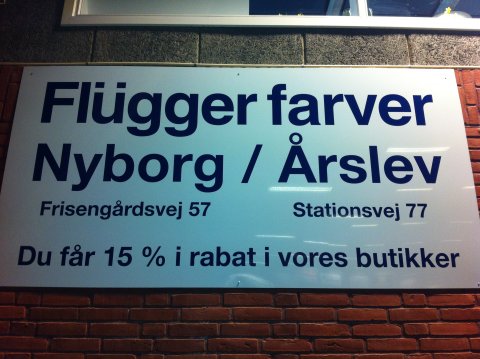 Flügger farver
Nyborg / Årslev
Frisengårdsvej 57 Stationsvej 77
Du får 15 % i rabat i vores butikker